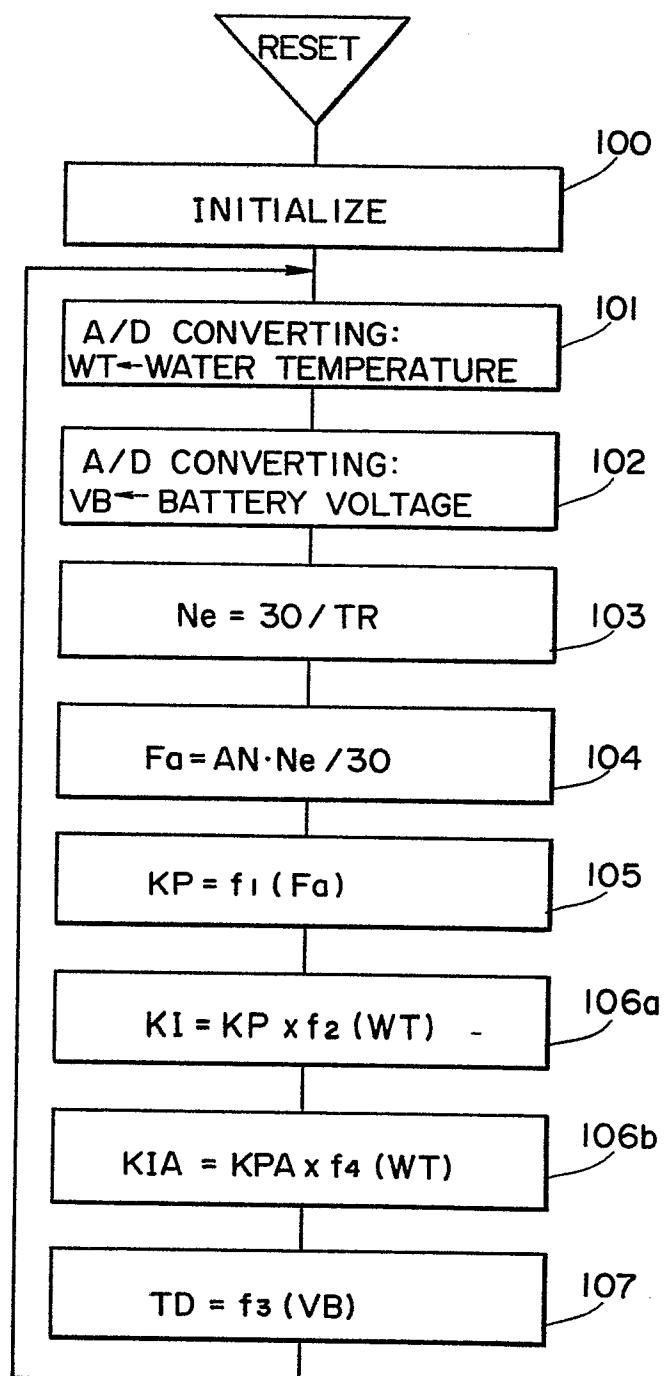 RESET
100
INITIALIZE
101
A/D CONVERTING:
WT←WATER TEMPERATURE
102
A/D CONVERTING:
VB← BATTERY VOLTAGE
Ne = 30 / TR
103
Fa = AN·Ne / 30
104
KP = f1 (Fa)
105
KI = KP x f2 (WT)
106a
KIA = KPA x f4 (WT)
106b
TD = f3 (VB)
107